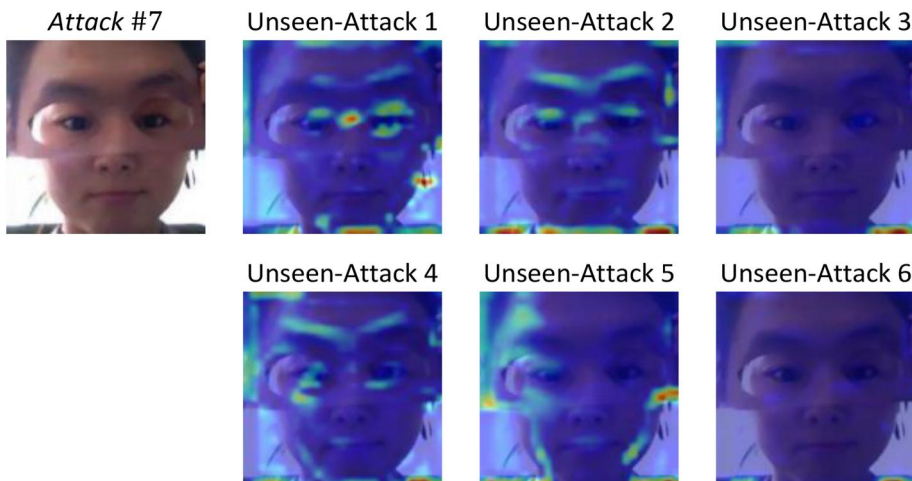 Attack #7
Unseen-Attack 1
Unseen-Attack 2
Unseen-Attack 3
Unseen-Attack 4
Unseen-Attack 5
Unseen-Attack 6